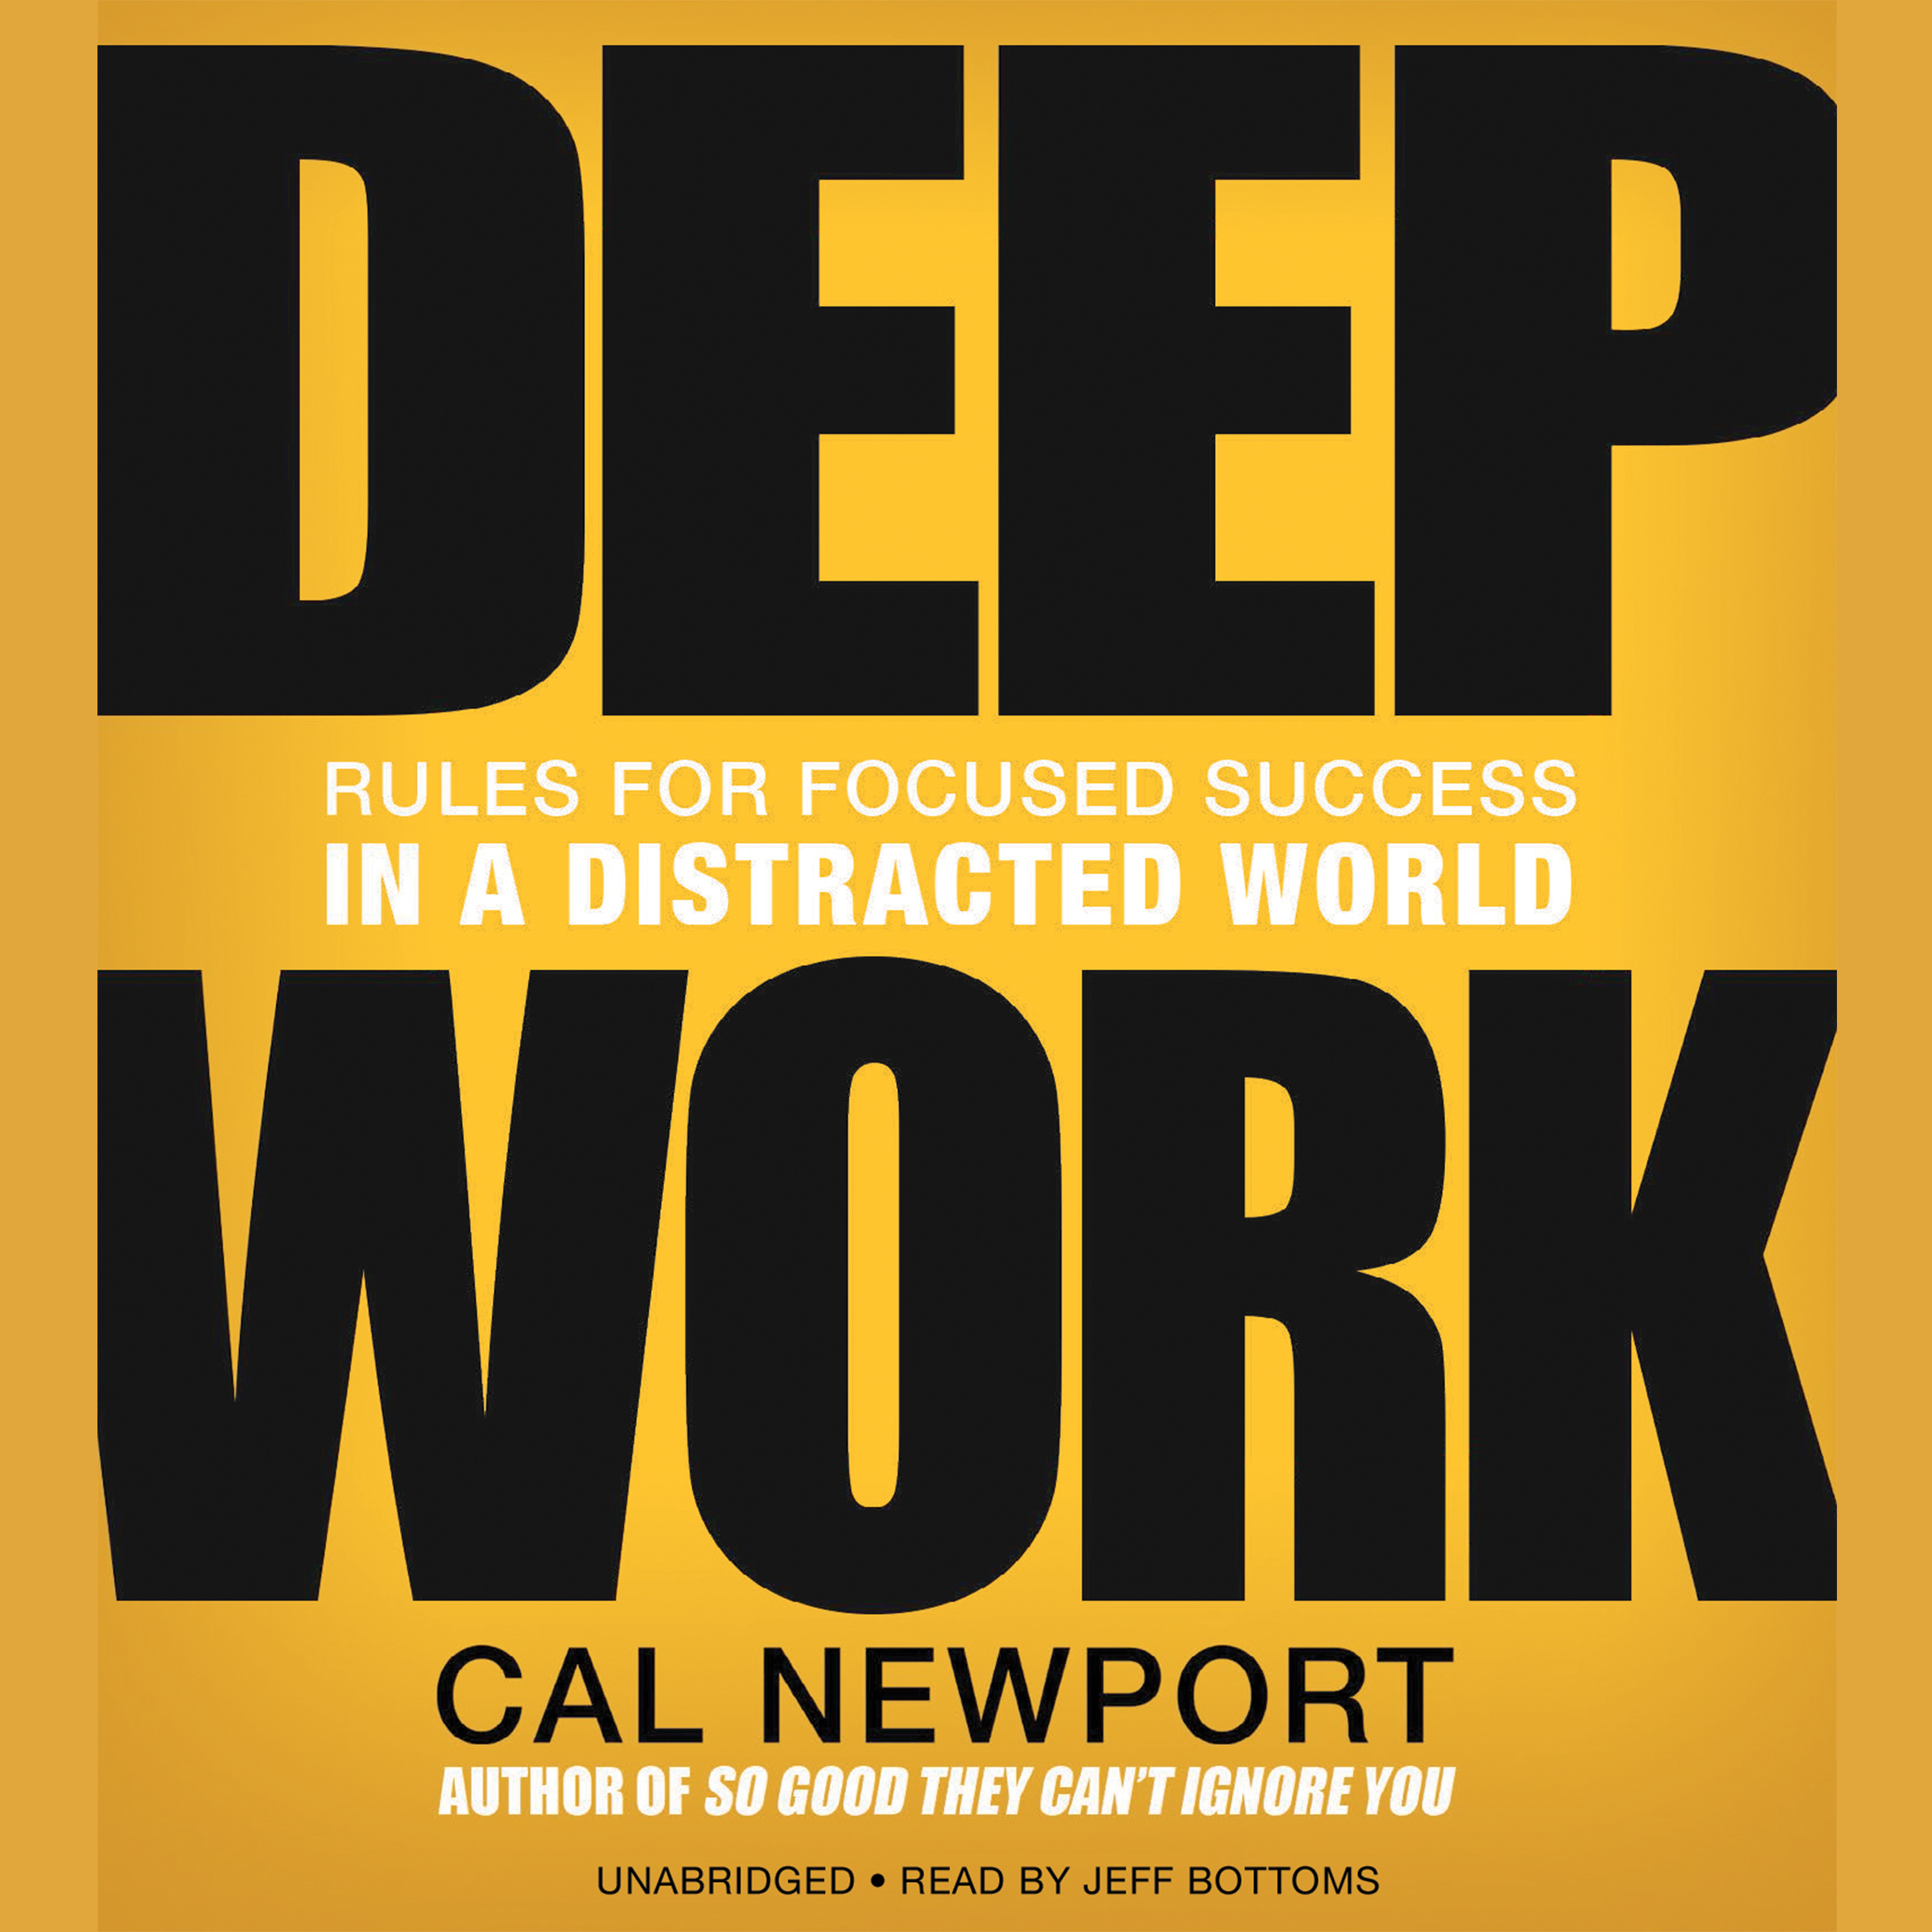 DEEP
RULES FOR FOCUSED SUCCESS
IN A DISTRACTED WORLD
WORK
CAL NEWPORT
AUTHOR OF SO GOOD THEY CAN'T IGNORE YOU
UNABRIDGED • READ BY JEFF BOTTOMS